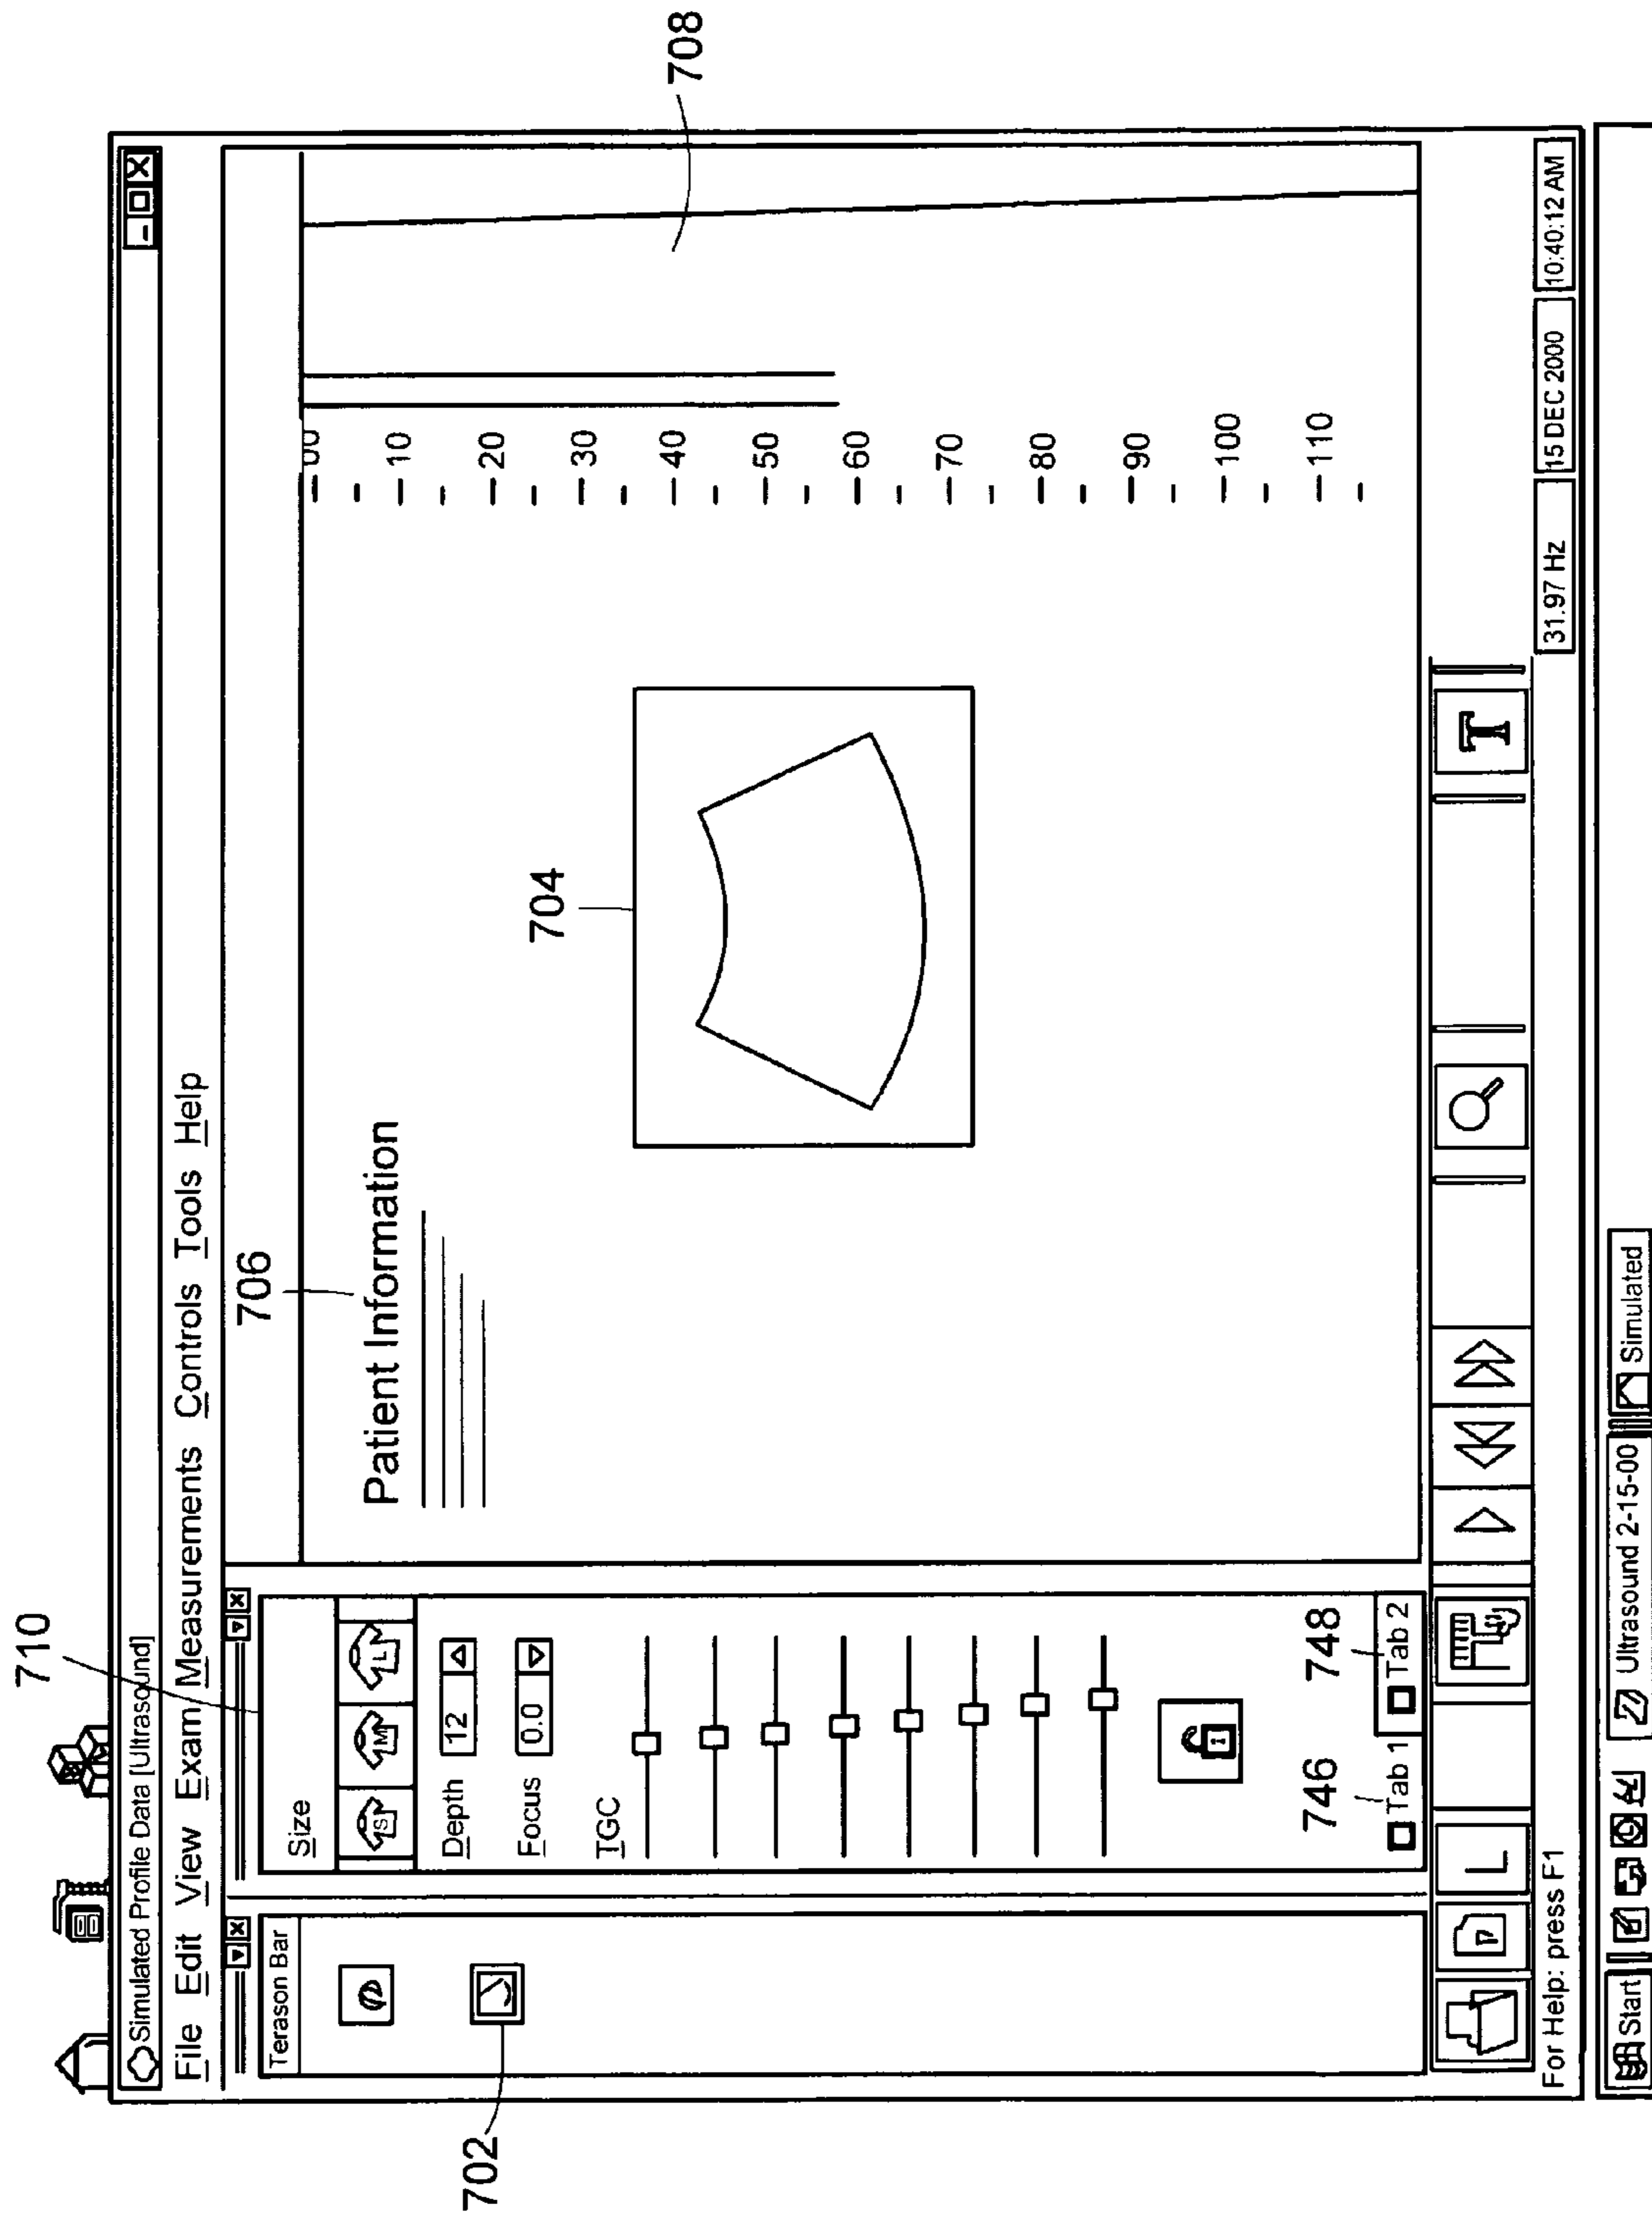 710
Simulated Profile Data [Ultrasound]
File Edit View Exam Measurements Controls Tools Help
706
708
Terason Bar
Size
S M L
Depth 12
Focus 0.0
TGC
702
Patient Information
704
00
10
20
30
40
50
60
70
80
90
100
110
746 748
Tab 1 Tab 2
L
T
For Help: press F1
31.97 Hz 15 DEC 2000 10:40:12 AM
Start Ultrasound 2-15-00 Simulated